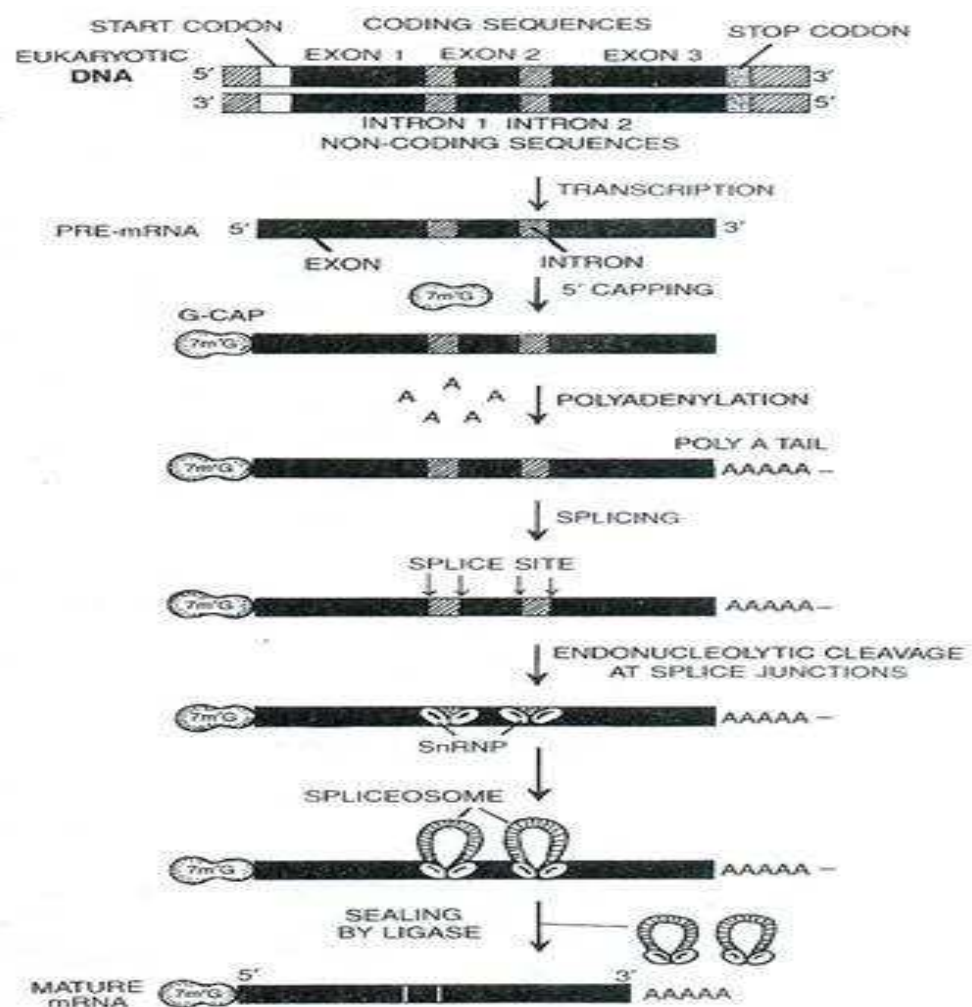 START CODON
CODING SEQUENCES
STOP CODON
EUKARYOTIC
DNA
EXON 1 EXON 2 EXON 3
5' 3'
3' 5'
INTRON 1 INTRON 2
NON-CODING SEQUENCES
TRANSCRIPTION
PRE-mRNA 5' 3'
EXON INTRON
7m'G 5' CAPPING
G-CAP
7m'G
A A A A A
POLYADENYLATION
POLY A TAIL
7m'G AAAAA –
SPLICING
SPLICE SITE
7m'G AAAAA –
ENDONUCLEOLYTIC CLEAVAGE
AT SPLICE JUNCTIONS
7m'G AAAAA –
SnRNP
SPLICEOSOME
7m'G AAAAA –
SEALING
BY LIGASE
5' 3'
MATURE
mRNA
7m'G AAAAA